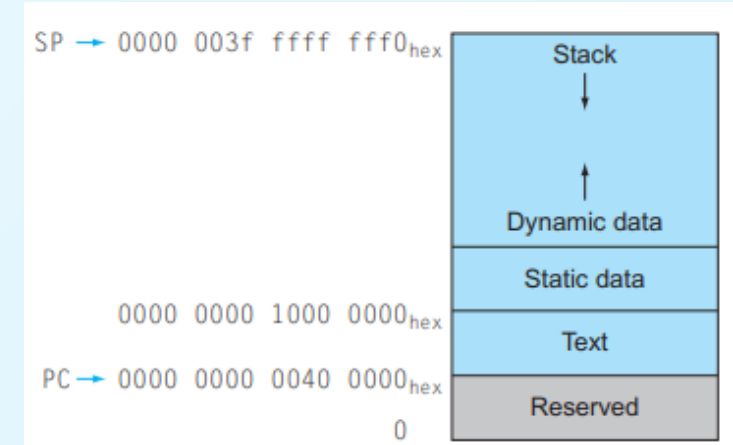 SP → 0000 003f ffff fff0hex
Stack
Dynamic data
Static data
0000 0000 1000 0000hex
Text
PC → 0000 0000 0040 0000hex
Reserved
0